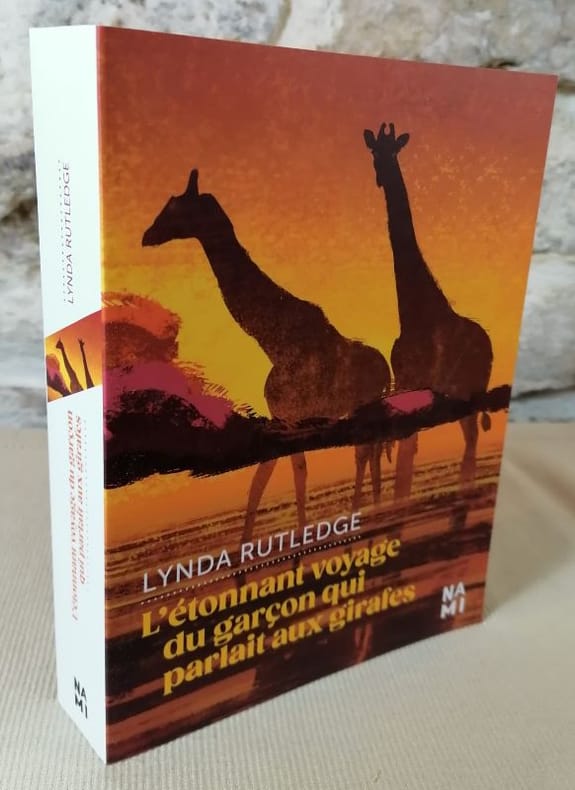 LYNDA RUTLEDGE
L'étonnant voyage du garçon
qui parlait aux girafes
NA
MI
LYNDA RUTLEDGE
L'étonnant voyage
du garçon qui
parlait aux girafes
NA
MI